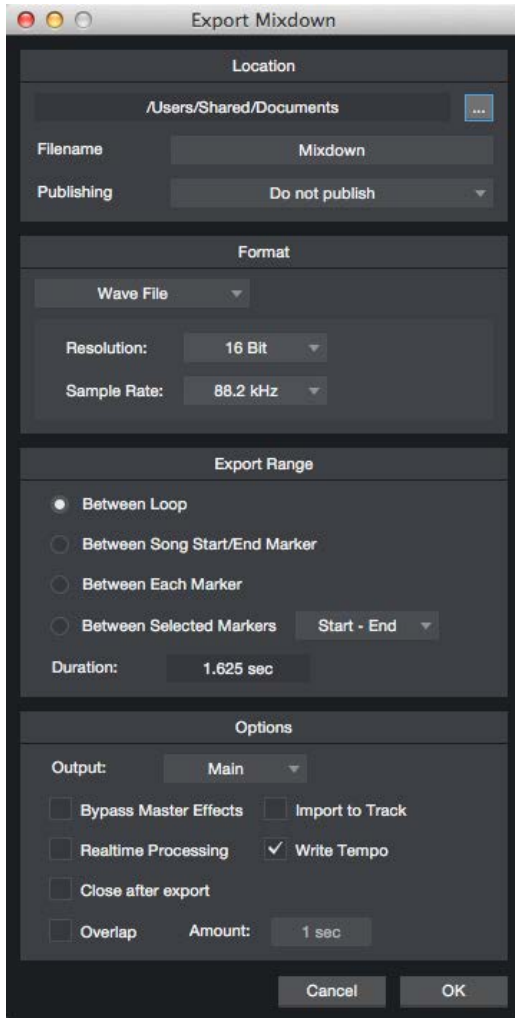 Export Mixdown
Location
/Users/Shared/Documents ...
Filename Mixdown
Publishing Do not publish
Format
Wave File
Resolution: 16 Bit
Sample Rate: 88.2 kHz
Export Range
Between Loop
Between Song Start/End Marker
Between Each Marker
Between Selected Markers Start - End
Duration: 1.625 sec
Options
Output: Main
Bypass Master Effects Import to Track
Realtime Processing Write Tempo
Close after export
Overlap Amount: 1 sec
Cancel OK